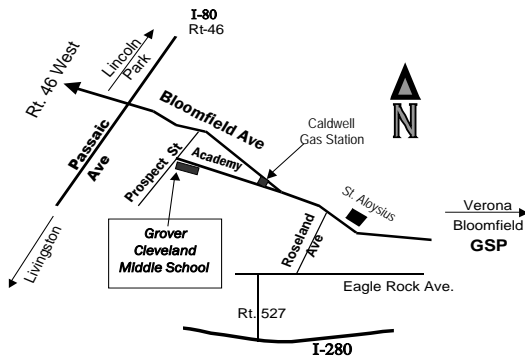 I-80
Rt-46
Lincoln
Park
Rt. 46 West
Bloomfield Ave
Caldwell
Gas Station
N
Passaic
Ave
Prospect St
Academy
St. Aloysius
Verona
Bloomfield
GSP
Grover
Cleveland
Middle School
Roseland
Ave
Livingston
Eagle Rock Ave.
Rt. 527
I-280